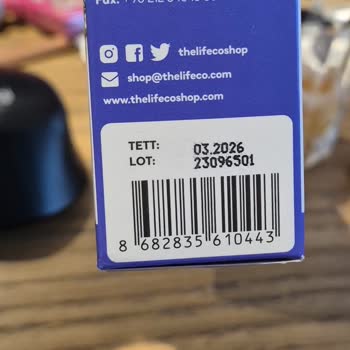 thelifecoshop
shop@thelifeco.com
www.thelifecoshop.com
TETT: 03.2026
LOT: 23096501
8 682835 610443